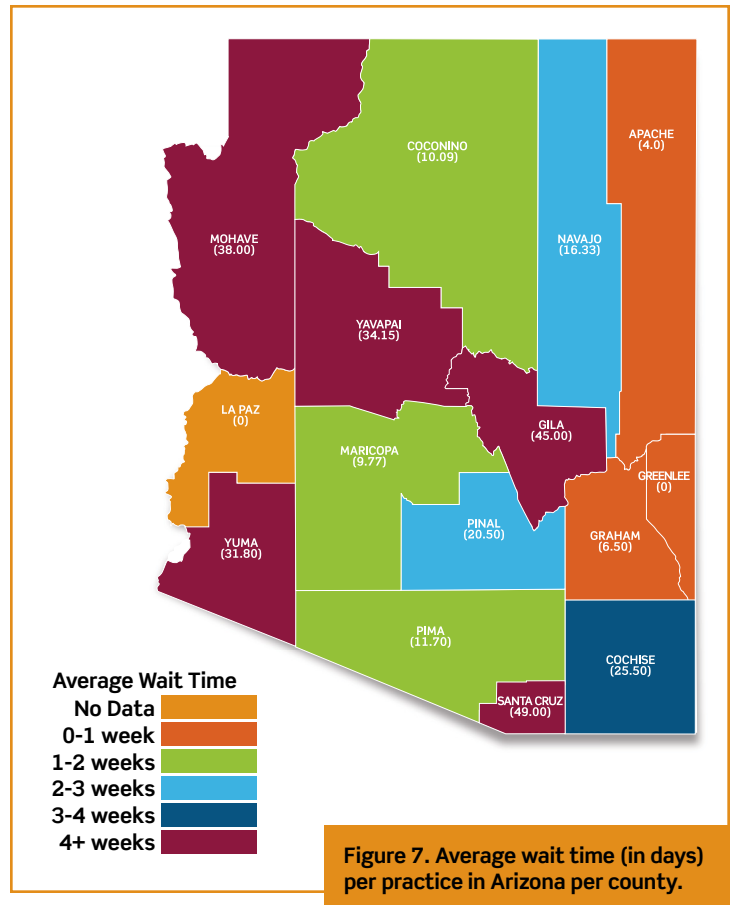 COCONINO
(10.09)
APACHE
(4.0)
MOHAVE
(38.00)
NAVAJO
(16.33)
YAVAPAI
(34.15)
LA PAZ
(0)
GILA
(45.00)
MARICOPA
(9.77)
GREENLEE
(0)
PINAL
(20.50)
GRAHAM
(6.50)
YUMA
(31.80)
PIMA
(11.70)
COCHISE
(25.50)
SANTA CRUZ
(49.00)
Average Wait Time
No Data
0-1 week
1-2 weeks
2-3 weeks
3-4 weeks
4+ weeks
Figure 7. Average wait time (in days)
per practice in Arizona per county.